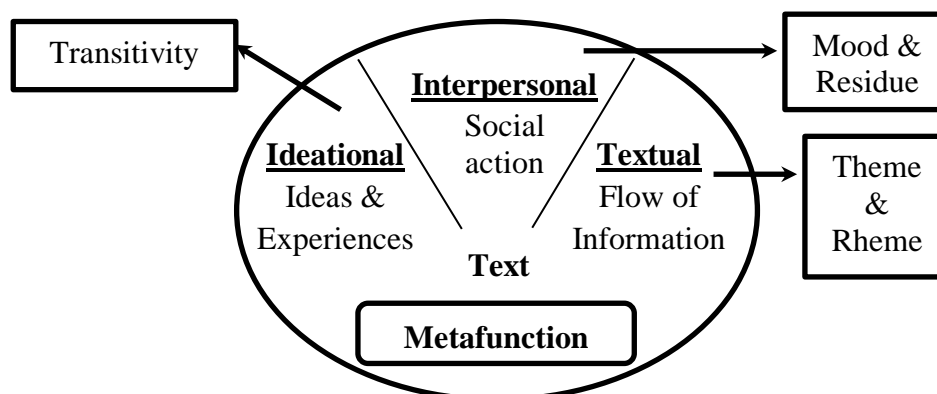 Transitivity
Mood &
Residue
Interpersonal
Social
action
Ideational
Ideas &
Experiences
Textual
Flow of
Information
Theme
&
Rheme
Text
Metafunction